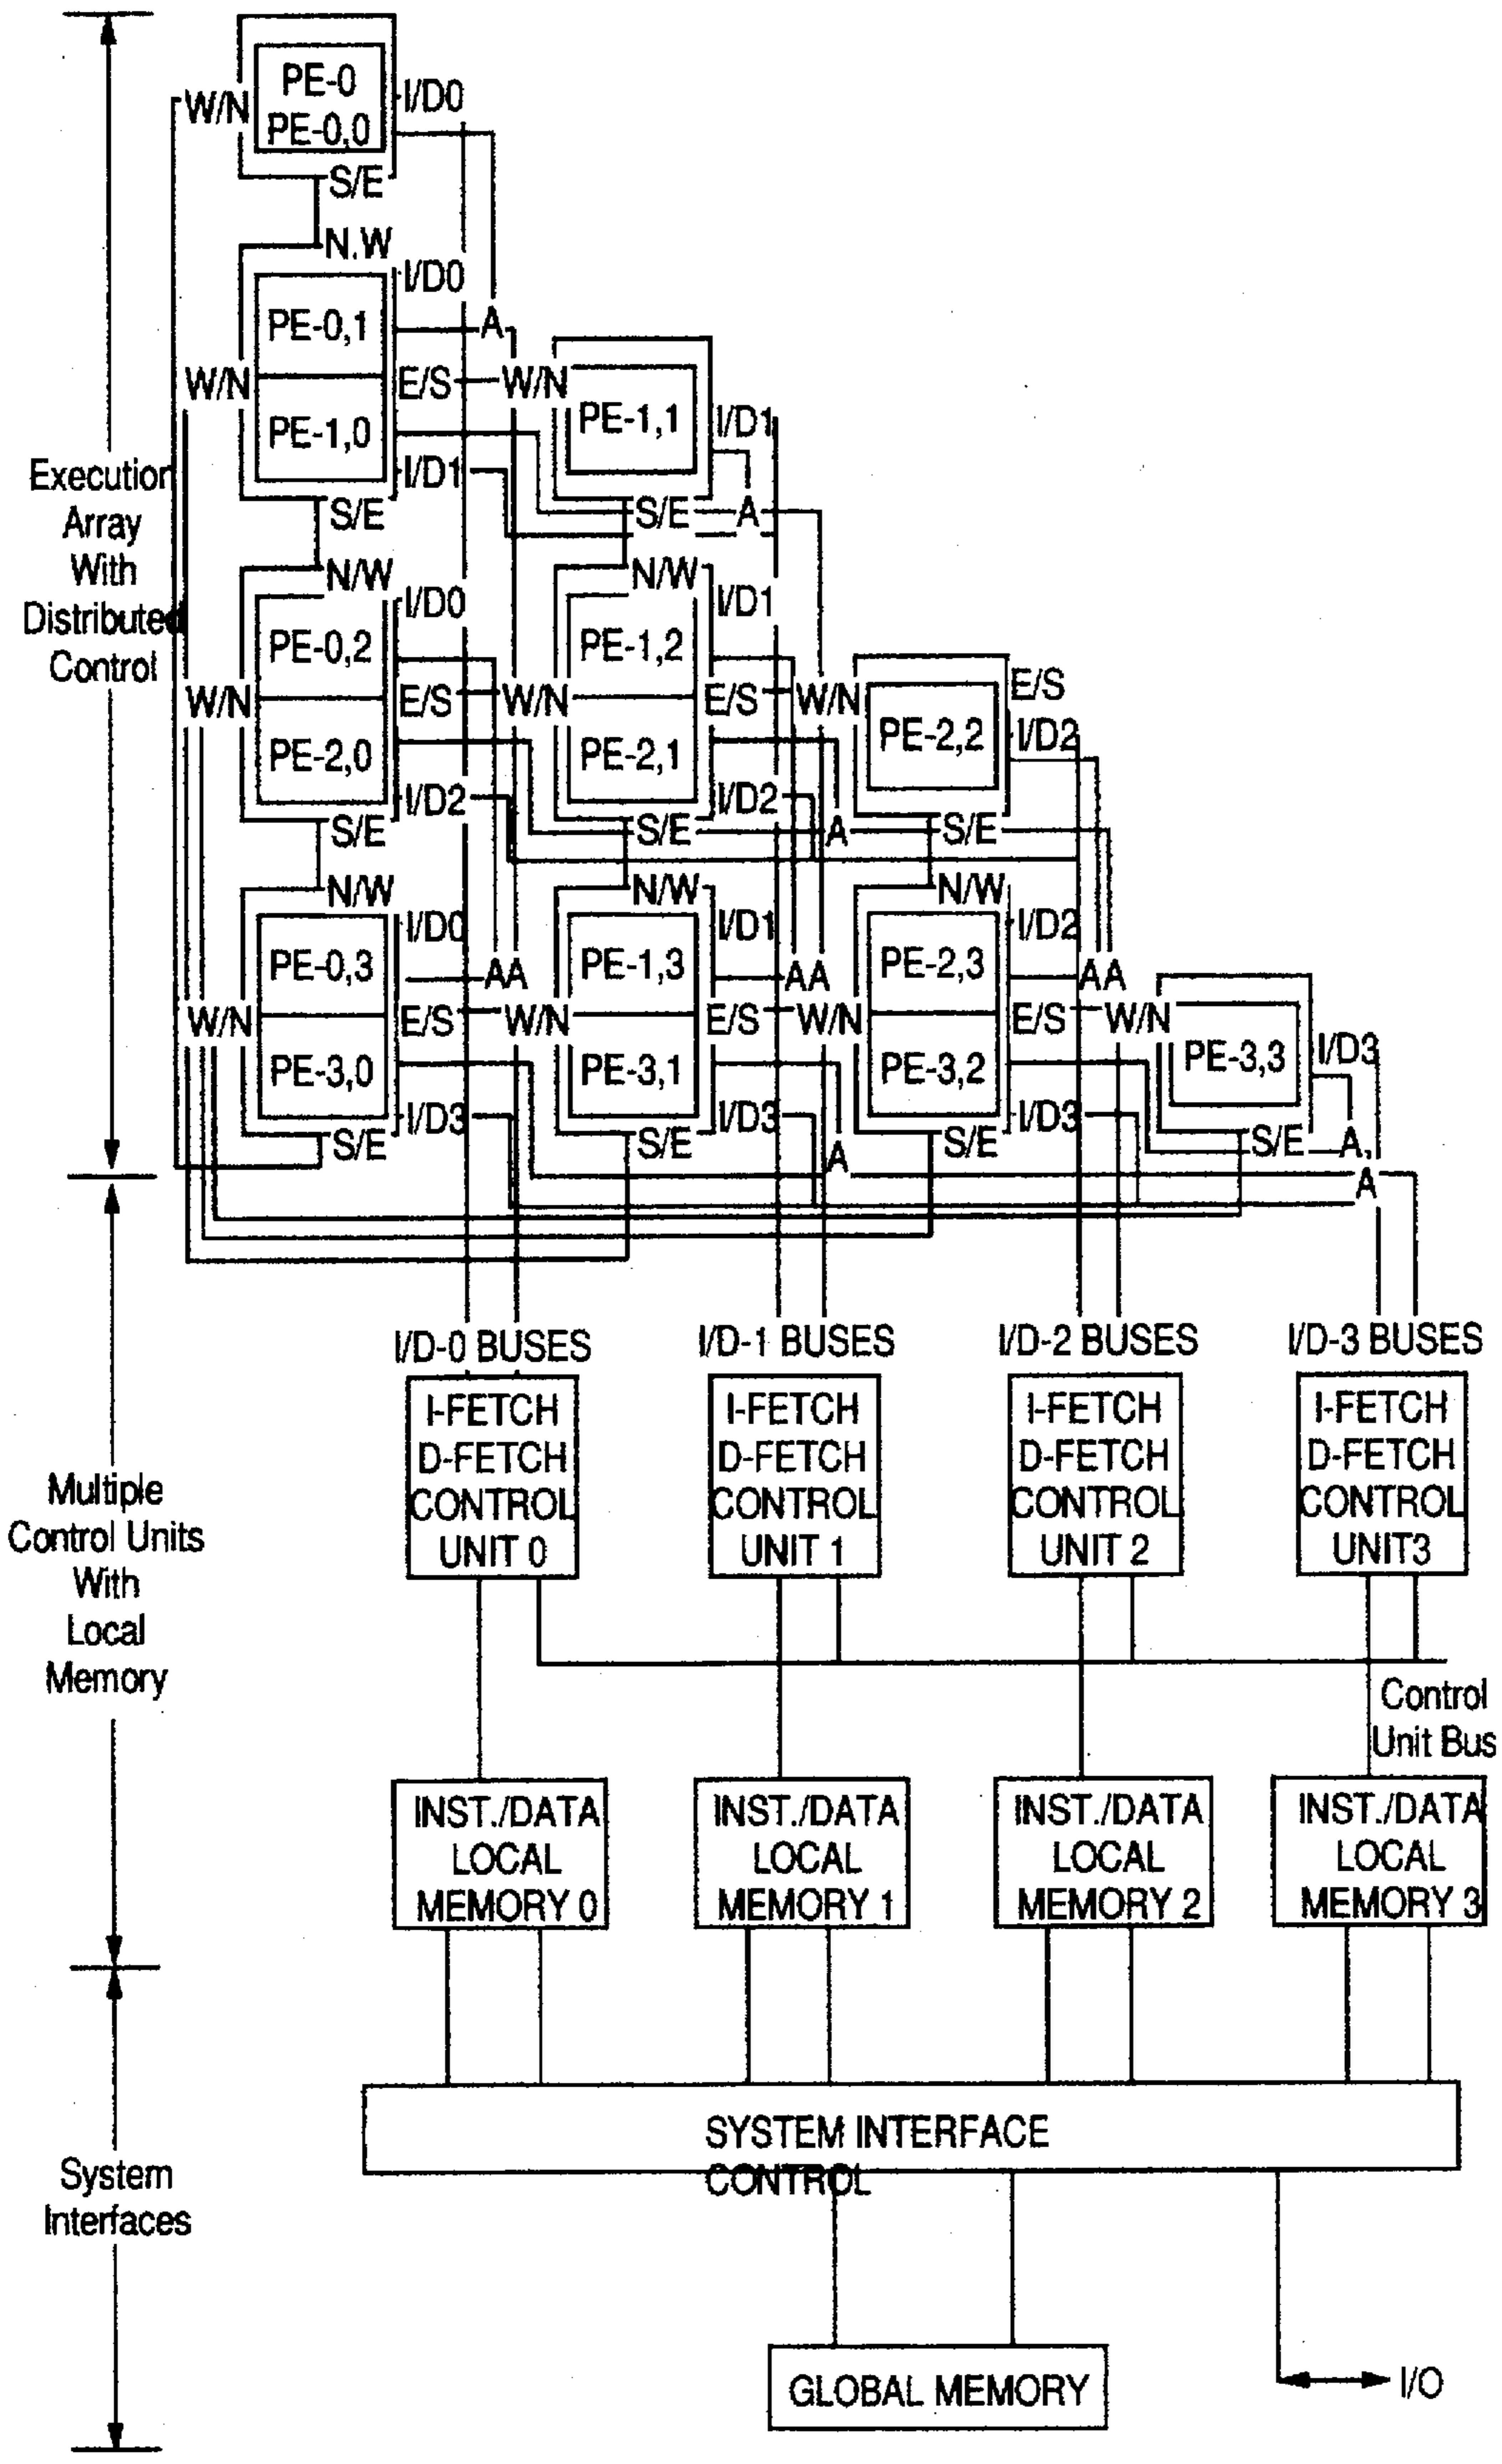 PE-0
W/N
I/D0
PE-0,0
S/E
N.W
I/D0
PE-0,1
A
W/N
E/S
W/N
PE-1,0
PE-1,1
I/D1
I/D1
Execution
Array
With
Distributed
Control
S/E
S/E
A
N/W
N/W
I/D0
I/D1
PE-0,2
PE-1,2
W/N
E/S
W/N
E/S
W/N
E/S
PE-2,0
PE-2,1
PE-2,2
I/D2
I/D2
I/D2
S/E
S/E
A
S/E
N/W
N/W
N/W
I/D0
I/D1
I/D2
PE-0,3
AA
PE-1,3
AA
PE-2,3
AA
W/N
E/S
W/N
E/S
W/N
E/S
W/N
PE-3,0
PE-3,1
PE-3,2
PE-3,3
I/D3
I/D3
I/D3
I/D3
S/E
S/E
A
S/E
S/E
A,
A
I/D-0 BUSES
I/D-1 BUSES
I/D-2 BUSES
I/D-3 BUSES
I-FETCH
D-FETCH
CONTROL
UNIT 0
I-FETCH
D-FETCH
CONTROL
UNIT 1
I-FETCH
D-FETCH
CONTROL
UNIT 2
I-FETCH
D-FETCH
CONTROL
UNIT3
Multiple
Control Units
With
Local
Memory
Control
Unit Bus
INST./DATA
LOCAL
MEMORY 0
INST./DATA
LOCAL
MEMORY 1
INST./DATA
LOCAL
MEMORY 2
INST./DATA
LOCAL
MEMORY 3
SYSTEM INTERFACE
CONTROL
System
Interfaces
GLOBAL MEMORY
I/O